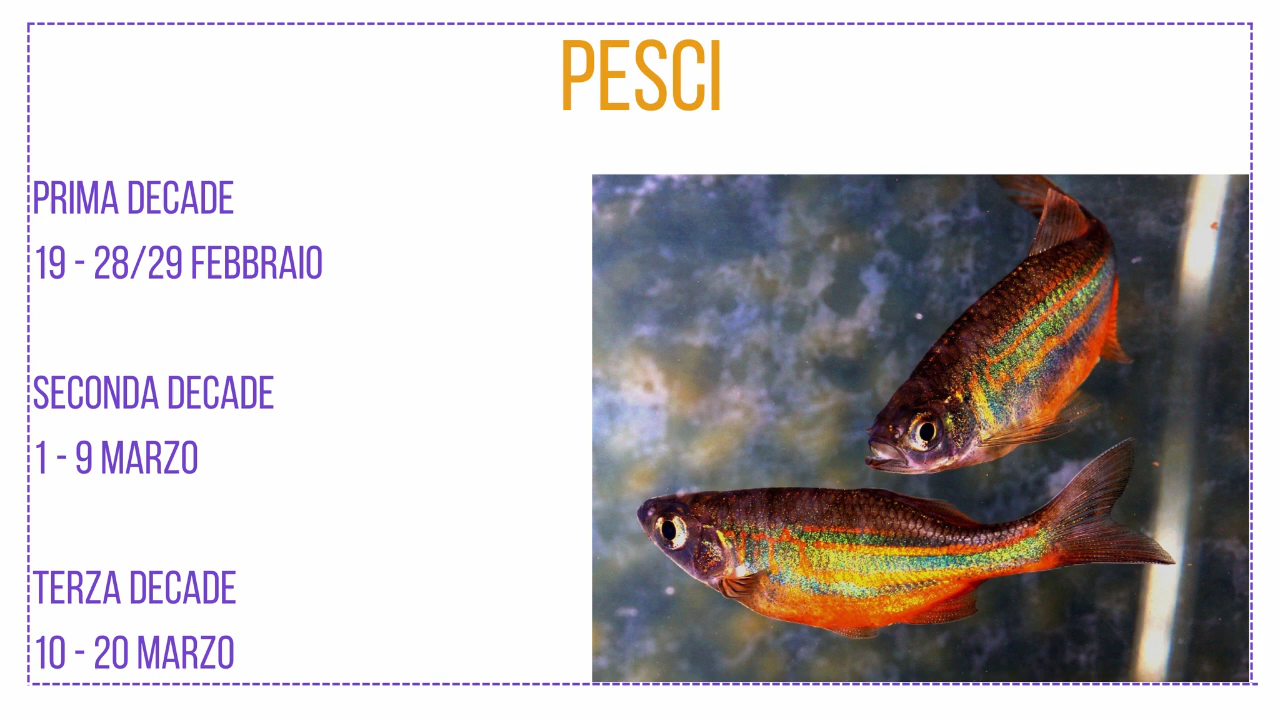 PESCI
PRIMA DECADE
19 - 28/29 FEBBRAIO
SECONDA DECADE
1 - 9 MARZO
TERZA DECADE
10 - 20 MARZO